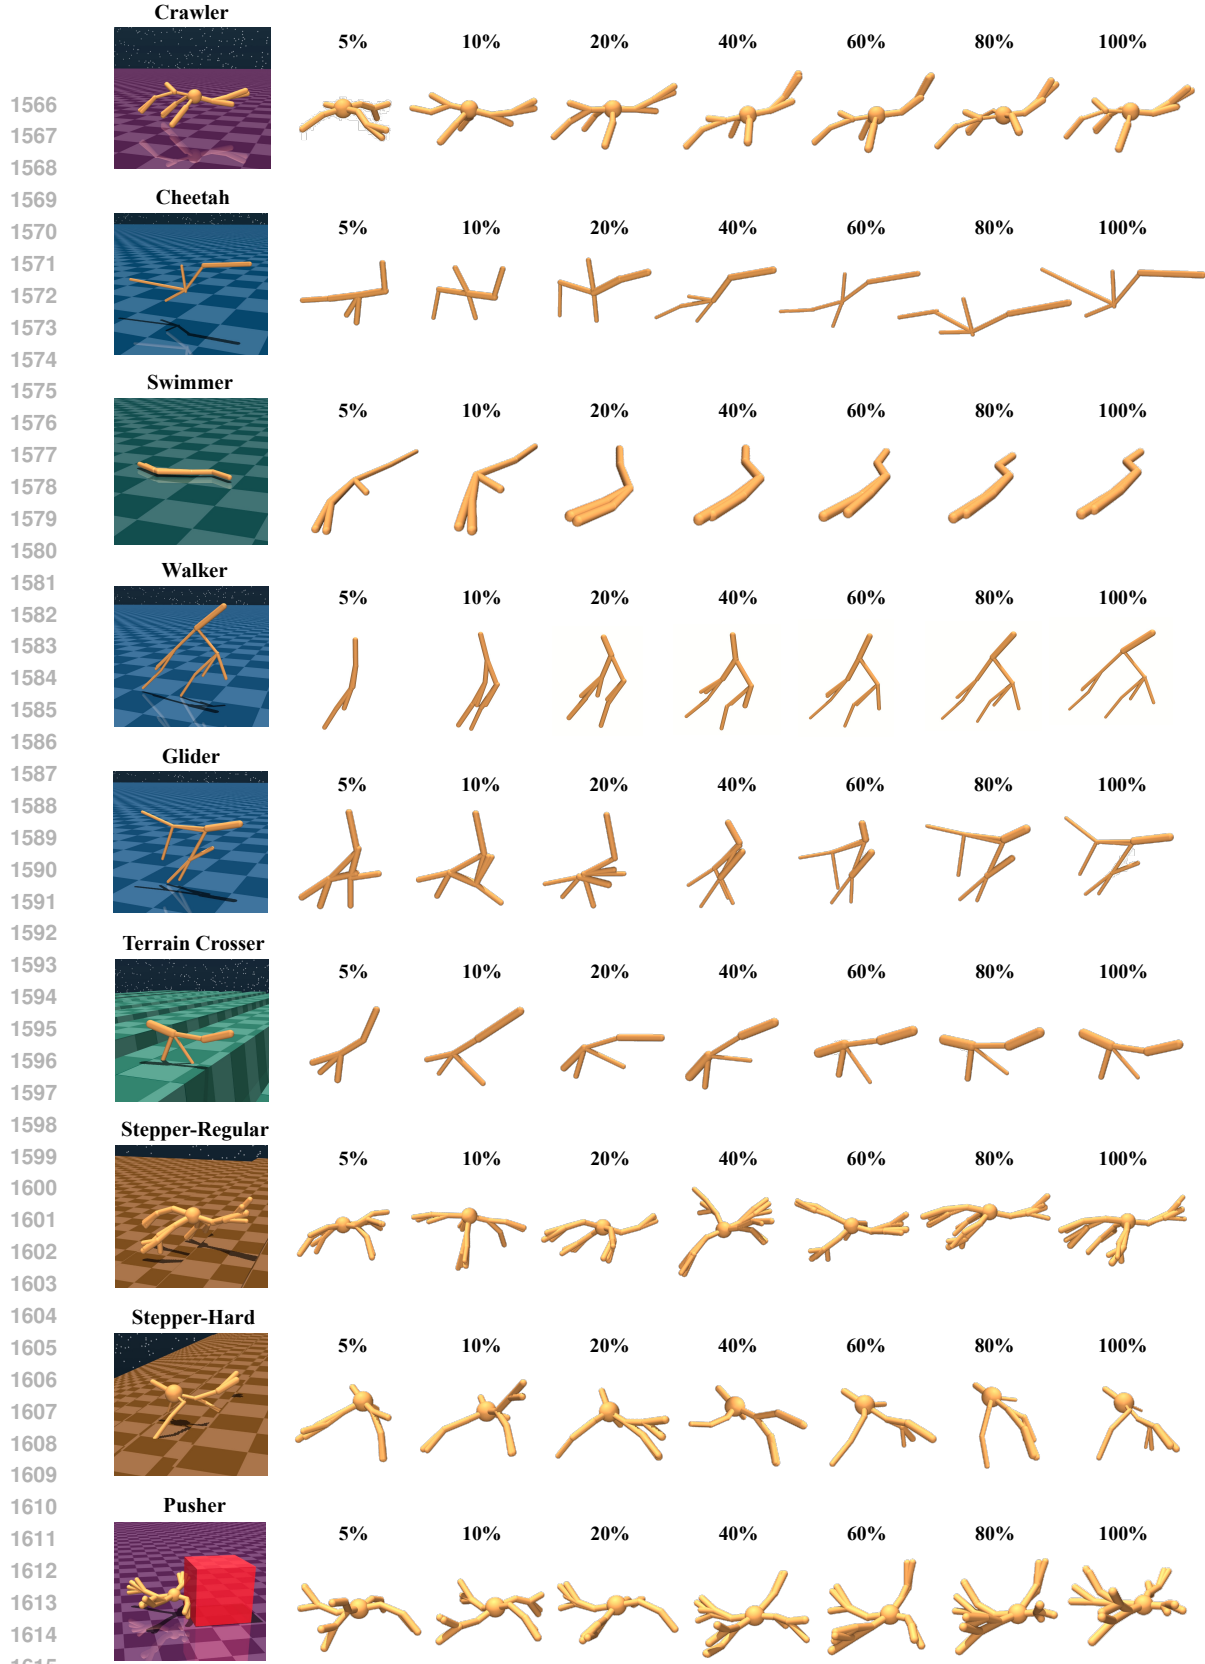 Crawler
5% 10% 20% 40% 60% 80% 100%
1566
1567
1568
1569
Cheetah
1570
5% 10% 20% 40% 60% 80% 100%
1571
1572
1573
1574
1575
Swimmer
1576
5% 10% 20% 40% 60% 80% 100%
1577
1578
1579
1580
1581
Walker
1582
5% 10% 20% 40% 60% 80% 100%
1583
1584
1585
1586
Glider
1587
5% 10% 20% 40% 60% 80% 100%
1588
1589
1590
1591
1592
Terrain Crosser
1593
5% 10% 20% 40% 60% 80% 100%
1594
1595
1596
1597
1598
Stepper-Regular
1599
5% 10% 20% 40% 60% 80% 100%
1600
1601
1602
1603
1604
Stepper-Hard
1605
5% 10% 20% 40% 60% 80% 100%
1606
1607
1608
1609
1610
Pusher
1611
5% 10% 20% 40% 60% 80% 100%
1612
1613
1614
1615